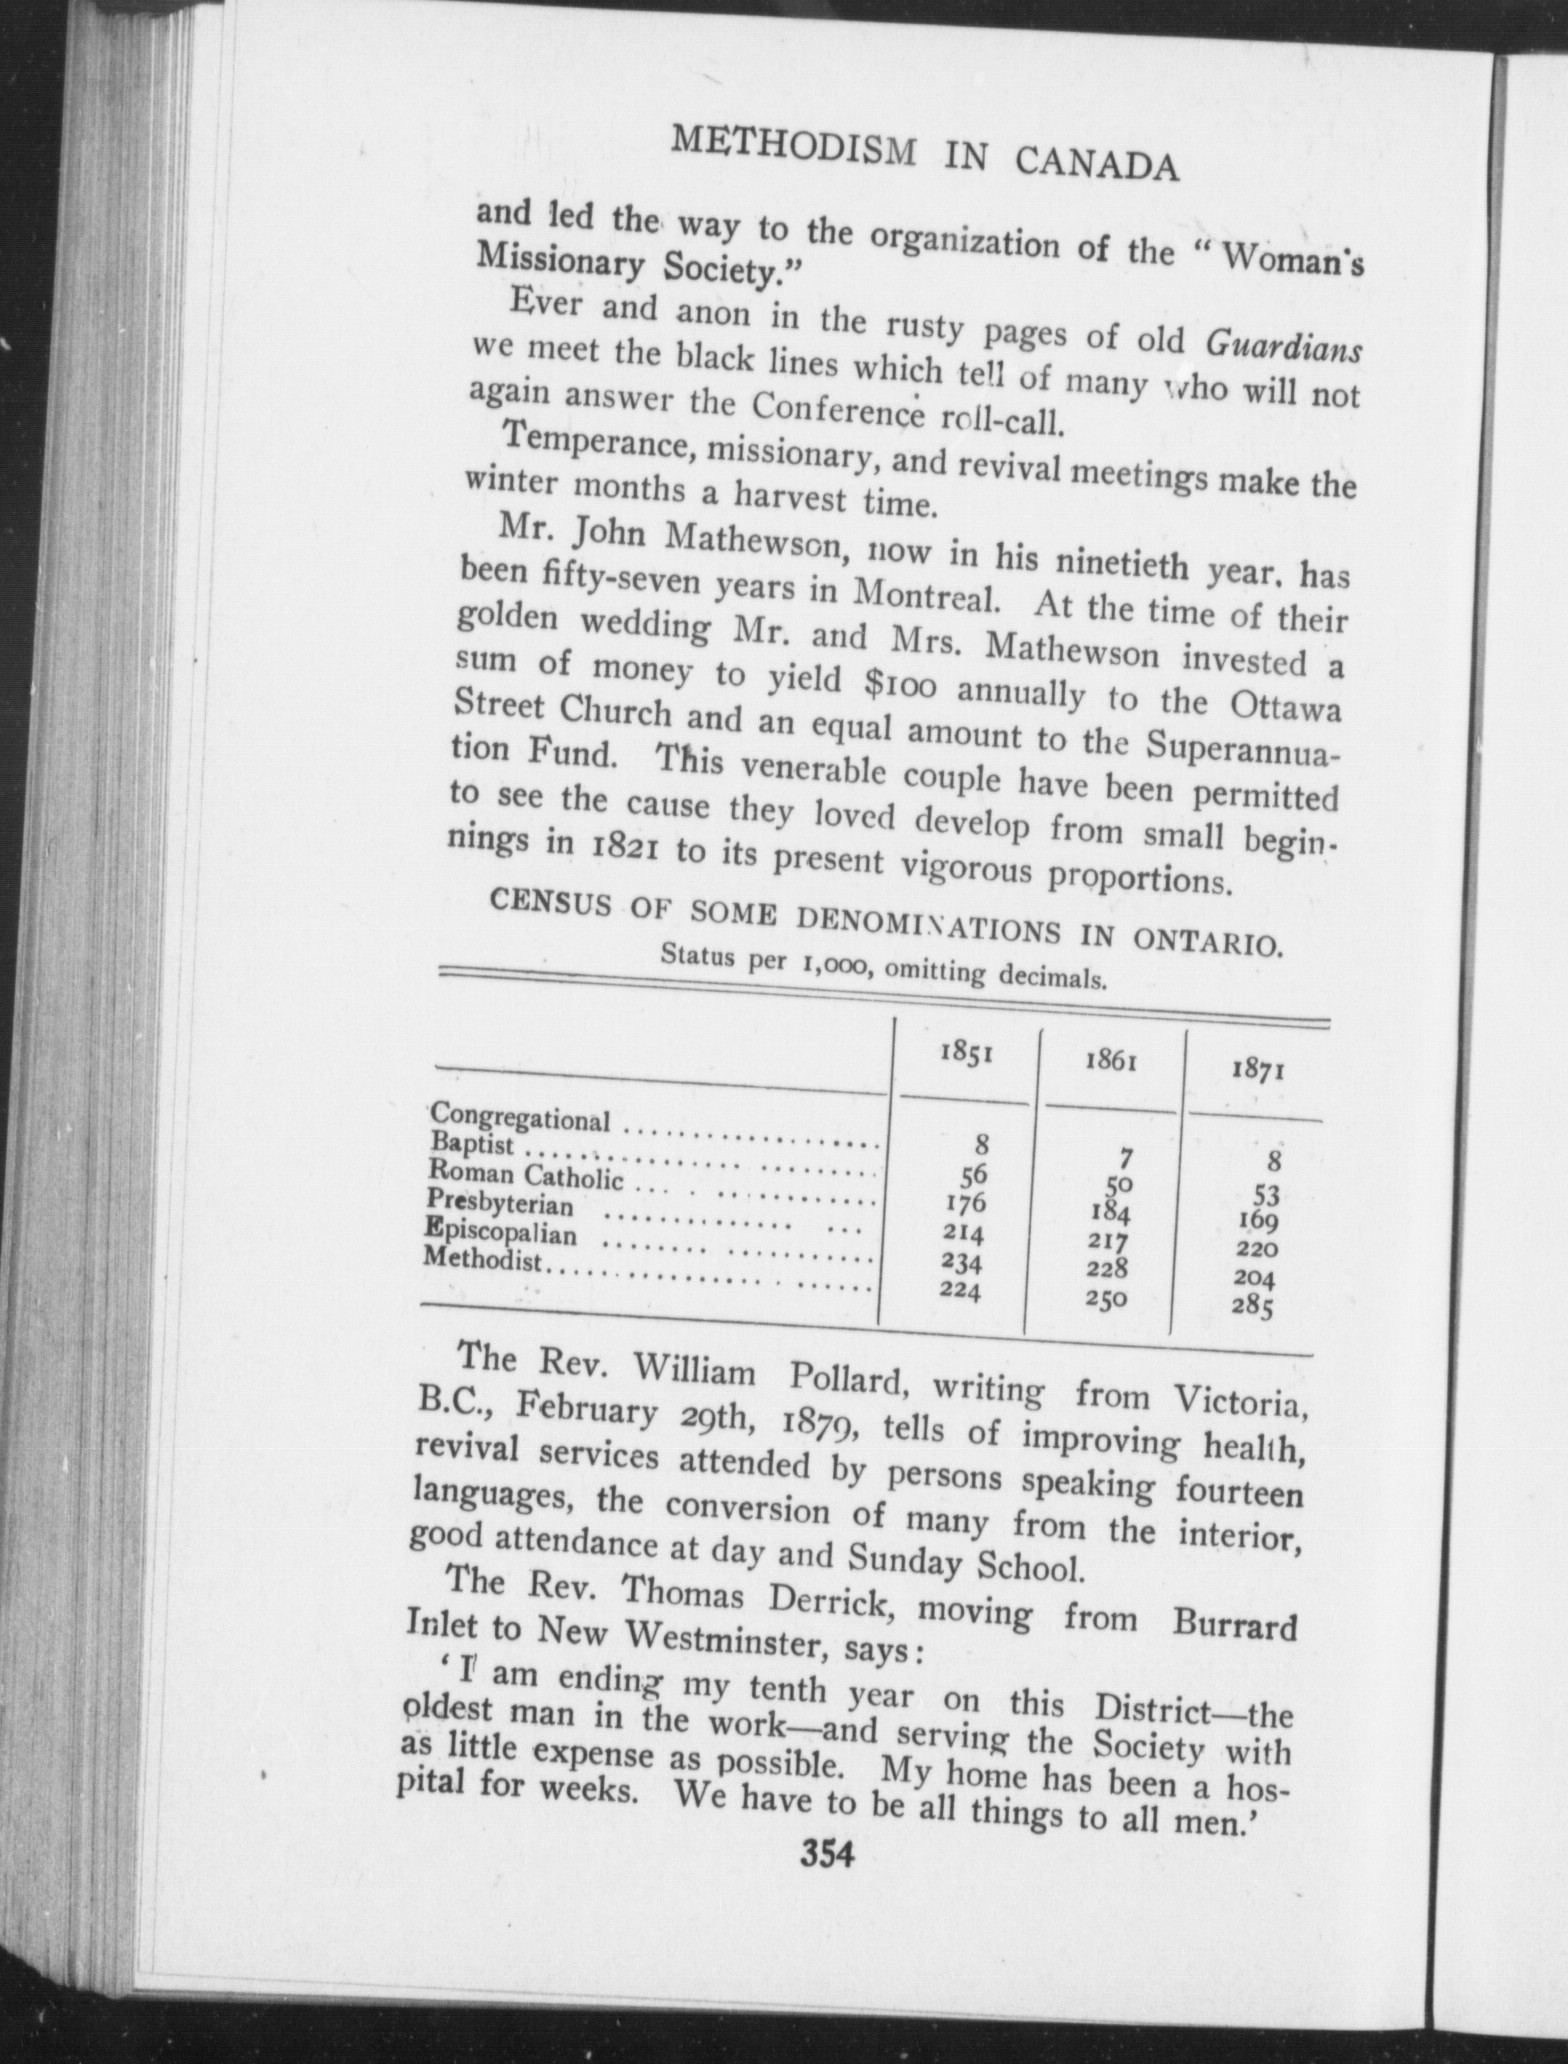 METHODISM IN CANADA
and led the way to the organization of the " Woman's
Missionary Society."
Ever and anon in the rusty pages of old Guardians
we meet the black lines which tell of many who will not
again answer the Conference roll-call.
Temperance, missionary, and revival meetings make the
winter months a harvest time.
Mr. John Mathewson, now in his ninetieth year, has
been fifty-seven years in Montreal. At the time of their
golden wedding Mr. and Mrs. Mathewson invested a
sum of money to yield $100 annually to the Ottawa
Street Church and an equal amount to the Superannua-
tion Fund. This venerable couple have been permitted
to see the cause they loved develop from small begin-
nings in 1821 to its present vigorous proportions.
CENSUS OF SOME DENOMINATIONS IN ONTARIO.
Status per 1,000, omitting decimals.
1851 1861 1871
Congregational .................... 8 7 8
Baptist .......................... 56 50 53
Roman Catholic .................. 176 184 169
Presbyterian .................... 214 217 220
Episcopalian .................... 234 228 204
Methodist........................ 224 250 285
The Rev. William Pollard, writing from Victoria,
B.C., February 29th, 1879, tells of improving health,
revival services attended by persons speaking fourteen
languages, the conversion of many from the interior,
good attendance at day and Sunday School.
The Rev. Thomas Derrick, moving from Burrard
Inlet to New Westminster, says:
'I am ending my tenth year on this District—the
oldest man in the work—and serving the Society with
as little expense as possible. My home has been a hos-
pital for weeks. We have to be all things to all men.'
354